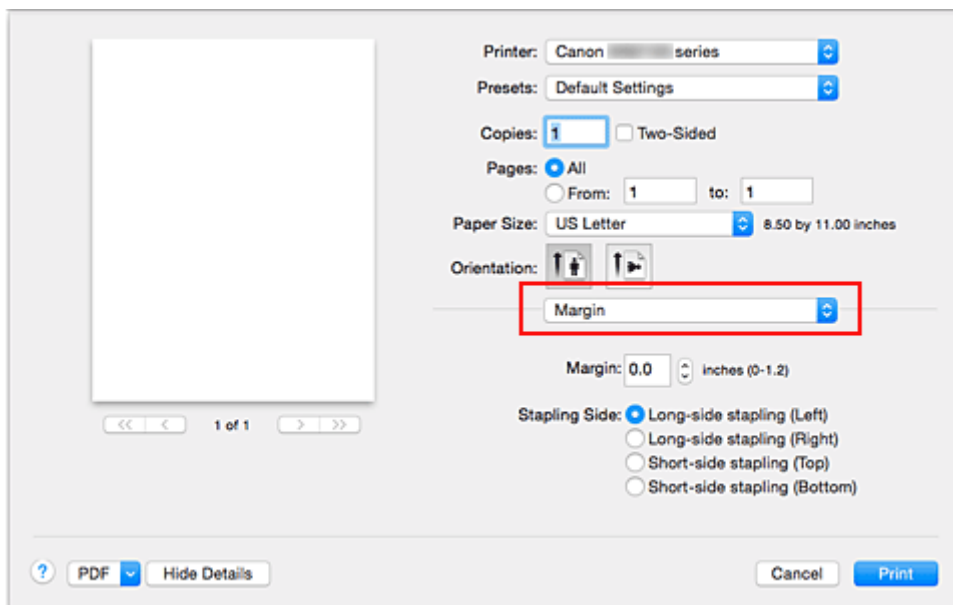 Printer: Canon series
Presets: Default Settings
Copies: 1 Two-Sided
Pages: All
From: 1 to: 1
Paper Size: US Letter 8.50 by 11.00 inches
Orientation:
Margin
Margin: 0.0 inches (0-1.2)
Stapling Side: Long-side stapling (Left)
Long-side stapling (Right)
Short-side stapling (Top)
Short-side stapling (Bottom)
<< < 1 of 1 > >>
? PDF Hide Details Cancel Print